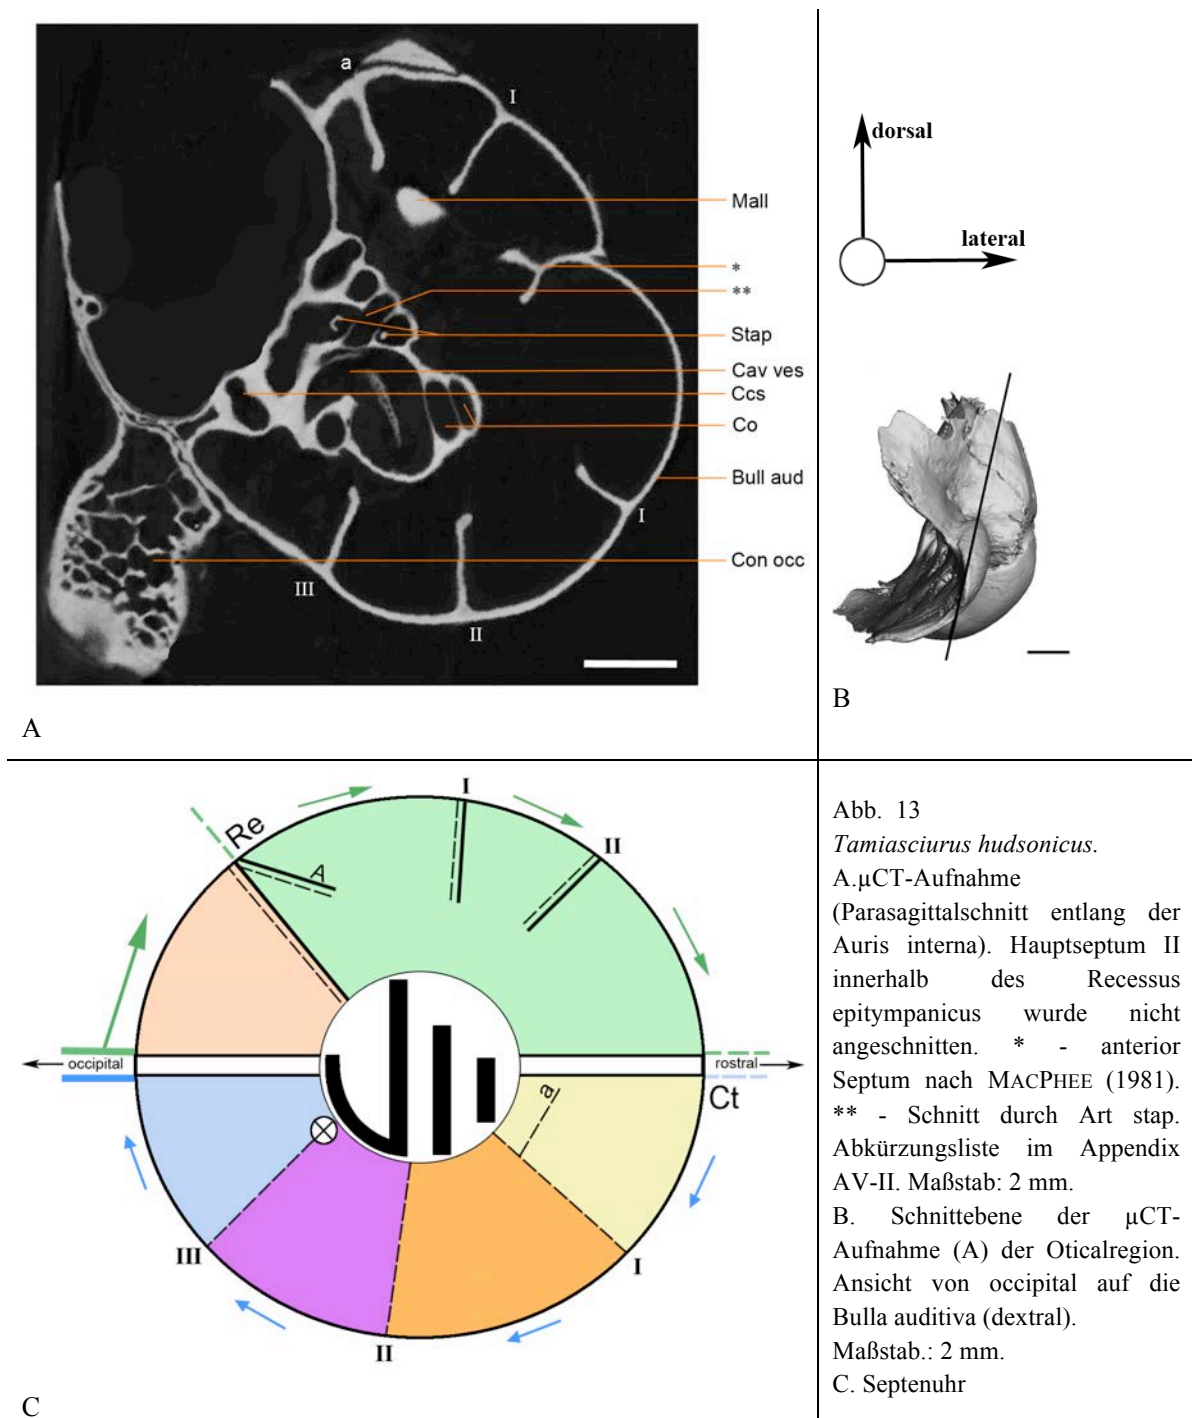 a
I
Mall
*
**
Stap
Cav ves
Ccs
Co
Bull aud
I
Con occ
III
II
A
dorsal
lateral
B
I
Re
II
A
occipital
rostral
Ct
a
III
I
II
C
Abb. 13
Tamiasciurus hudsonicus.
A.µCT-Aufnahme
(Parasagittalschnitt entlang der
Auris interna). Hauptseptum II
innerhalb des Recessus
epitympanicus wurde nicht
angeschnitten. * - anterior
Septum nach MACPHEE (1981).
** - Schnitt durch Art stap.
Abkürzungsliste im Appendix
AV-II. Maßstab: 2 mm.
B. Schnittebene der µCT-
Aufnahme (A) der Oticalregion.
Ansicht von occipital auf die
Bulla auditiva (dextral).
Maßstab.: 2 mm.
C. Septenuhr